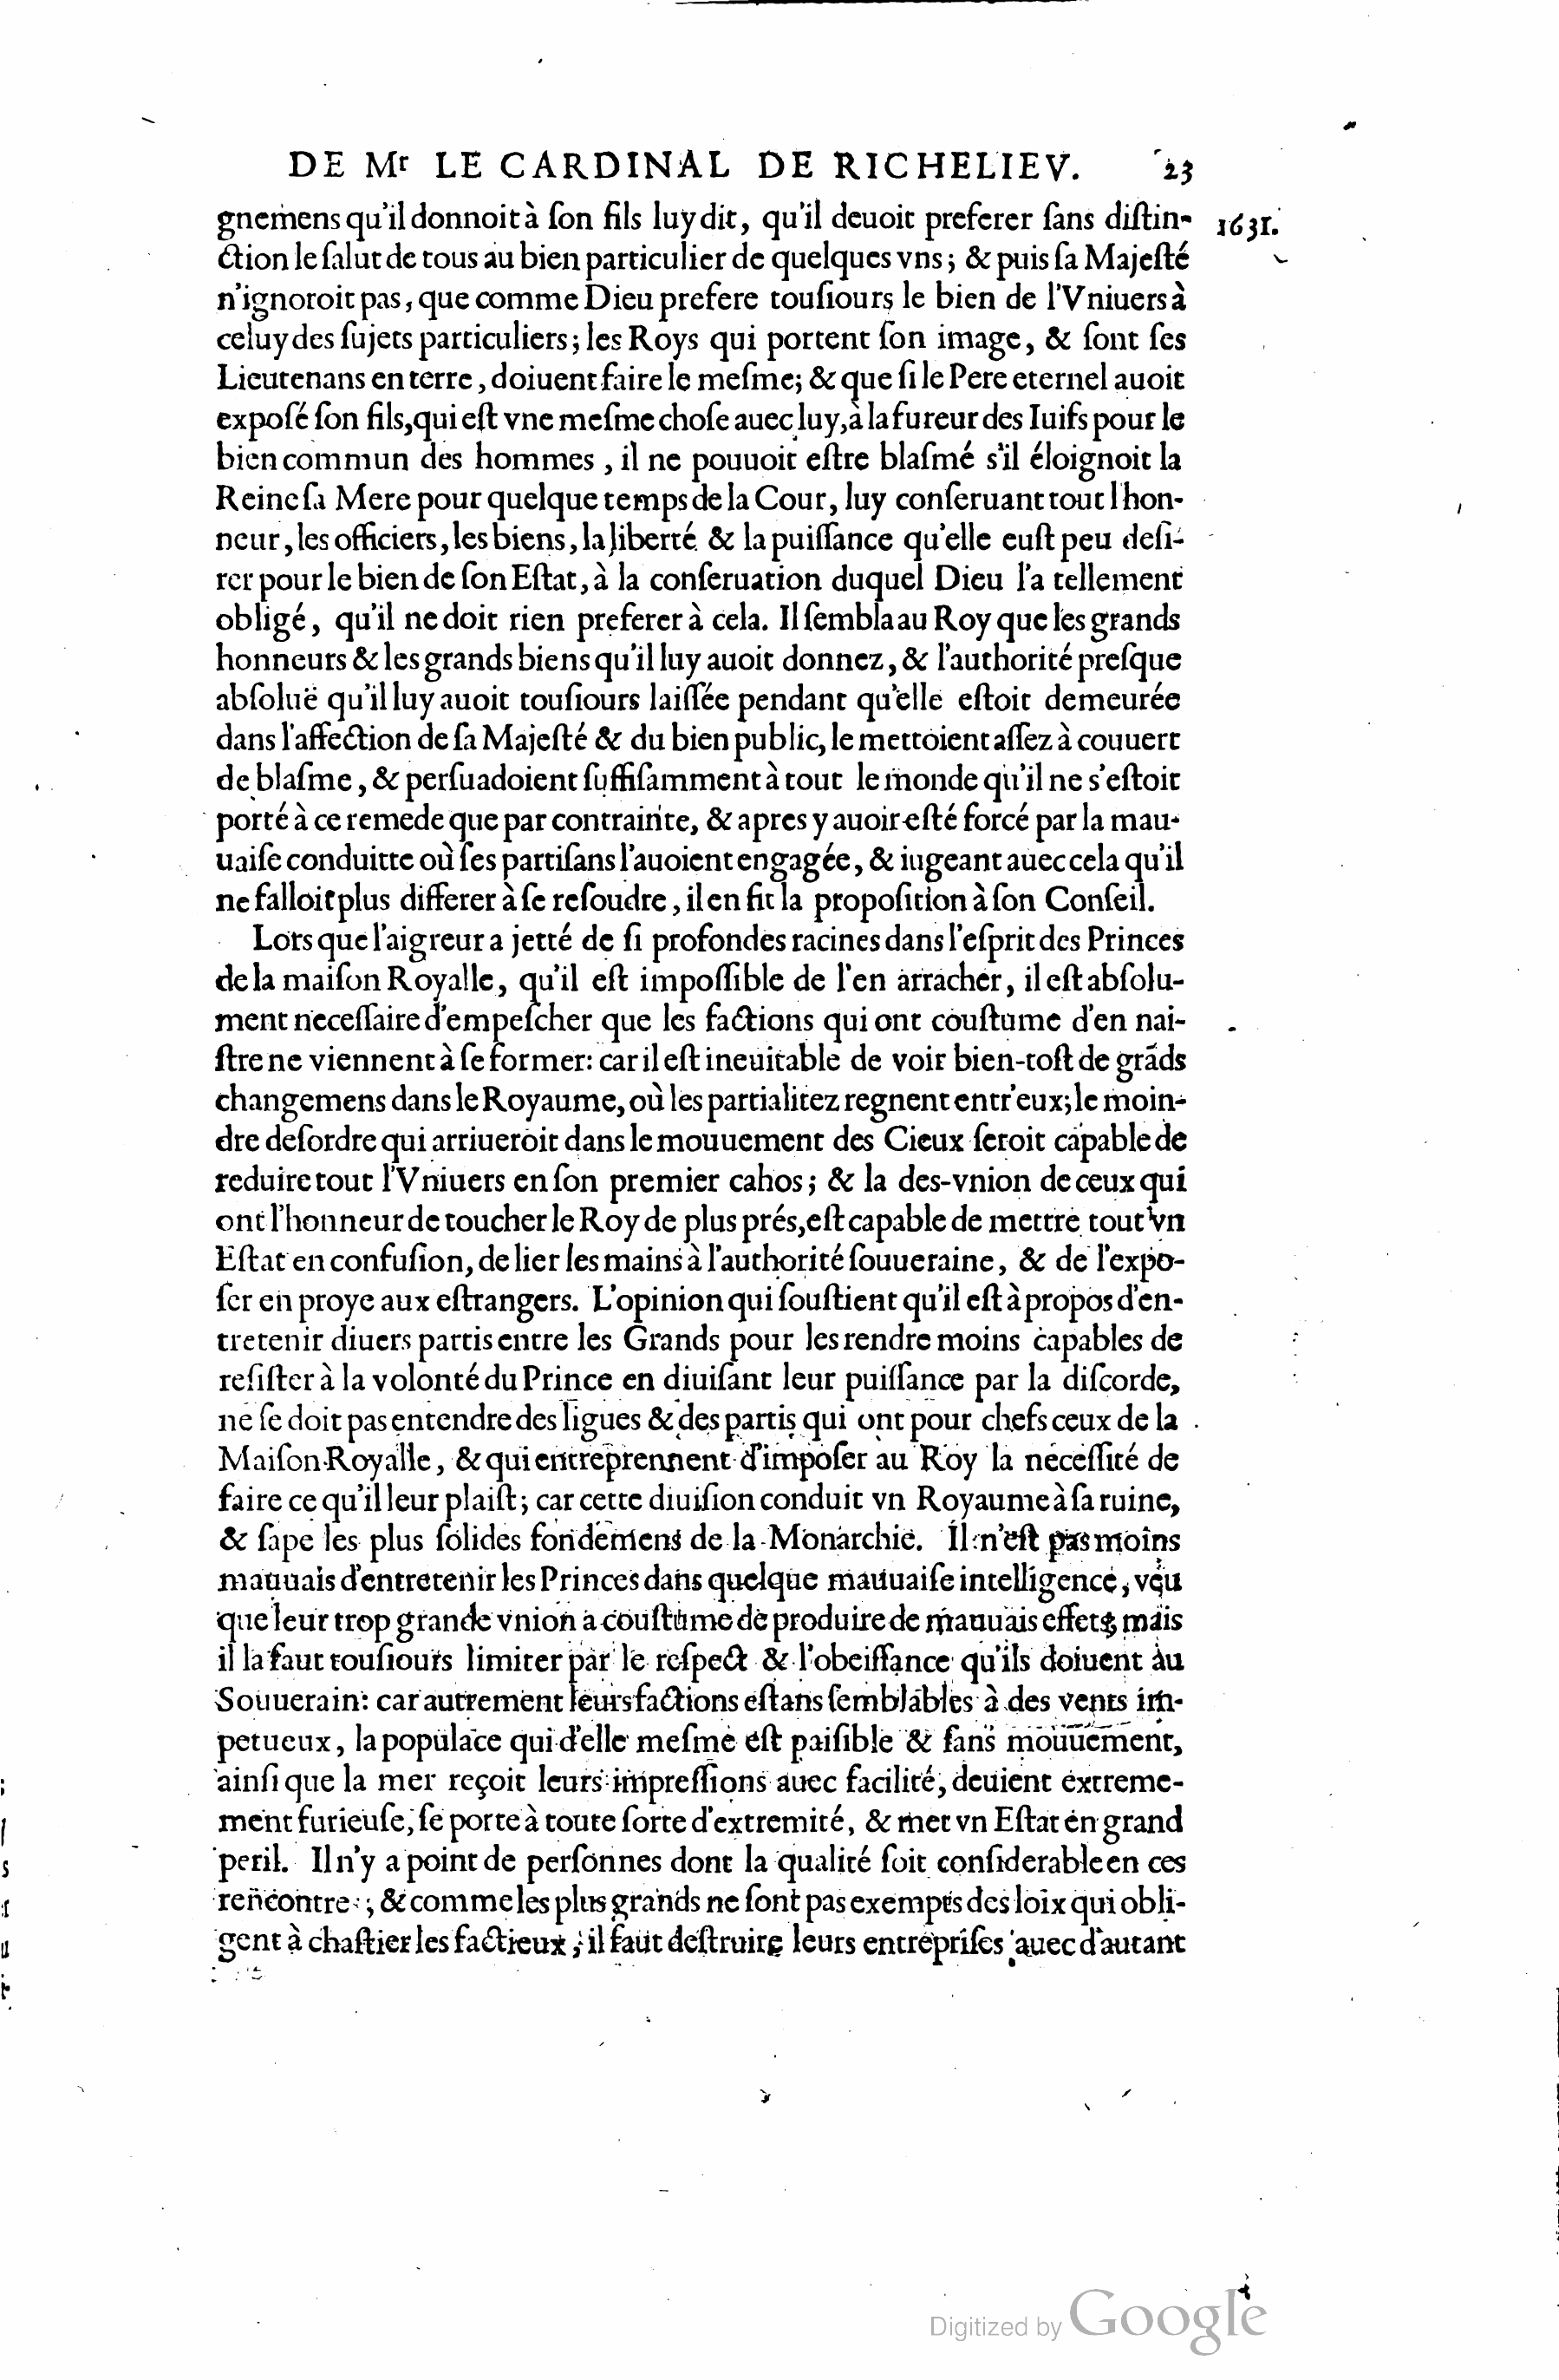 DE Mr LE CARDINAL DE RICHELIEV. 23
gnemens qu'il donnoit à ſon fils luy dit, qu'il deuoit preferer ſans diſtin- 1631.
ction le ſalut de tous au bien particulier de quelques vns; & puis ſa Majeſté
n'ignoroit pas, que comme Dieu prefere touſiours le bien de l'Vniuers à
celuy des ſujets particuliers; les Roys qui portent ſon image, & ſont ſes
Lieutenans en terre, doiuent faire le meſme; & que ſi le Pere eternel auoit
expoſé ſon fils, qui eſt vne meſme choſe auec luy, à la fureur des Iuifs pour le
bien commun des hommes, il ne pouuoit eſtre blaſmé s'il éloignoit la
Reine ſa Mere pour quelque temps de la Cour, luy conſeruant tout l'hon-
neur, les officiers, les biens, la liberté & la puiſſance qu'elle euſt peu deſi-
rer pour le bien de ſon Eſtat, à la conſeruation duquel Dieu l'a tellement
obligé, qu'il ne doit rien preferer à cela. Il ſembla au Roy que les grands
honneurs & les grands biens qu'il luy auoit donnez, & l'authorité preſque
abſoluë qu'il luy auoit touſiours laiſſée pendant qu'elle eſtoit demeurée
dans l'affection de ſa Majeſté & du bien public, le mettoient aſſez à couuert
de blaſme, & perſuadoient ſuffiſamment à tout le monde qu'il ne s'eſtoit
porté à ce remede que par contrainte, & apres y auoir eſté forcé par la mau-
uaiſe conduitte où ſes partiſans l'auoient engagée, & iugeant auec cela qu'il
ne falloit plus differer à ſe reſoudre, il en fit la propoſition à ſon Conſeil.
Lors que l'aigreur a jetté de ſi profondes racines dans l'eſprit des Princes
de la maiſon Royalle, qu'il eſt impoſſible de l'en arracher, il eſt abſolu-
ment neceſſaire d'empeſcher que les factions qui ont couſtume d'en nai-
ſtre ne viennent à ſe former: car il eſt ineuitable de voir bien-toſt de grãds
changemens dans le Royaume, où les partialitez regnent entr'eux; le moin-
dre deſordre qui arriueroit dans le mouuement des Cieux ſeroit capable de
reduire tout l'Vniuers en ſon premier cahos; & la des-vnion de ceux qui
ont l'honneur de toucher le Roy de plus prés, eſt capable de mettre tout vn
Eſtat en confuſion, de lier les mains à l'authorité ſouueraine, & de l'expo-
ſer en proye aux eſtrangers. L'opinion qui ſouſtient qu'il eſt à propos d'en-
tretenir diuers partis entre les Grands pour les rendre moins capables de
reſiſter à la volonté du Prince en diuiſant leur puiſſance par la diſcorde,
ne ſe doit pas entendre des ligues & des partis qui ont pour chefs ceux de la
Maiſon Royalle, & qui entreprennent d'impoſer au Roy la neceſſité de
faire ce qu'il leur plaiſt; car cette diuiſion conduit vn Royaume à ſa ruine,
& ſape les plus ſolides fondemens de la Monarchie. Il n'eſt pas moins
mauuais d'entretenir les Princes dans quelque mauuaiſe intelligence, veu
que leur trop grande vnion a couſtume de produire de mauuais effets, mais
il la faut touſiours limiter par le reſpect & l'obeiſſance qu'ils doiuent au
Souuerain: car autrement leurs factions eſtans ſemblables à des vents im-
petueux, la populace qui d'elle meſme eſt paiſible & ſans mouuement,
ainſi que la mer reçoit leurs impreſſions auec facilité, deuient extreme-
ment furieuſe, ſe porte à toute ſorte d'extremité, & met vn Eſtat en grand
peril. Il n'y a point de perſonnes dont la qualité ſoit conſiderable en ces
rencontre; & comme les plus grands ne ſont pas exempts des loix qui obli-
gent à chaſtier les factieux, il faut deſtruire leurs entrepriſes auec d'autant
Digitized by Google